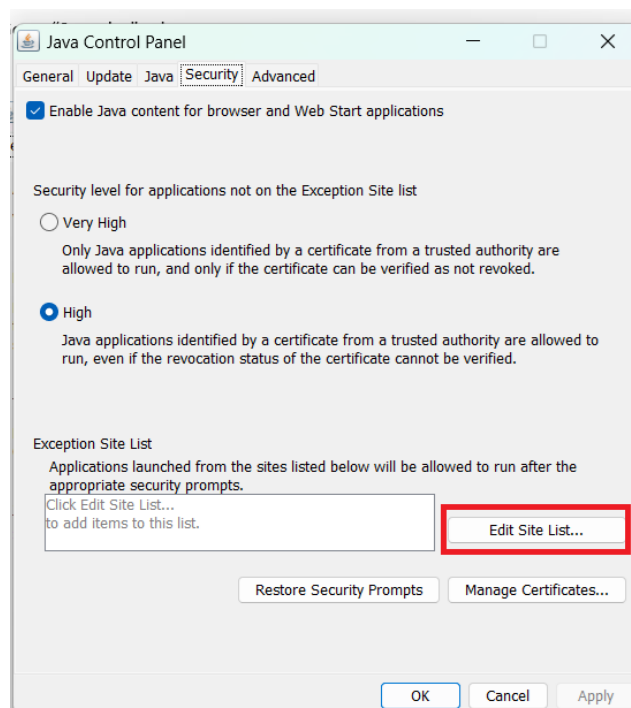 Java Control Panel
General Update Java Security Advanced
Enable Java content for browser and Web Start applications
Security level for applications not on the Exception Site list
Very High
Only Java applications identified by a certificate from a trusted authority are
allowed to run, and only if the certificate can be verified as not revoked.
High
Java applications identified by a certificate from a trusted authority are allowed to
run, even if the revocation status of the certificate cannot be verified.
Exception Site List
Applications launched from the sites listed below will be allowed to run after the
appropriate security prompts.
Click Edit Site List...
to add items to this list.
Edit Site List...
Restore Security Prompts Manage Certificates...
OK Cancel Apply